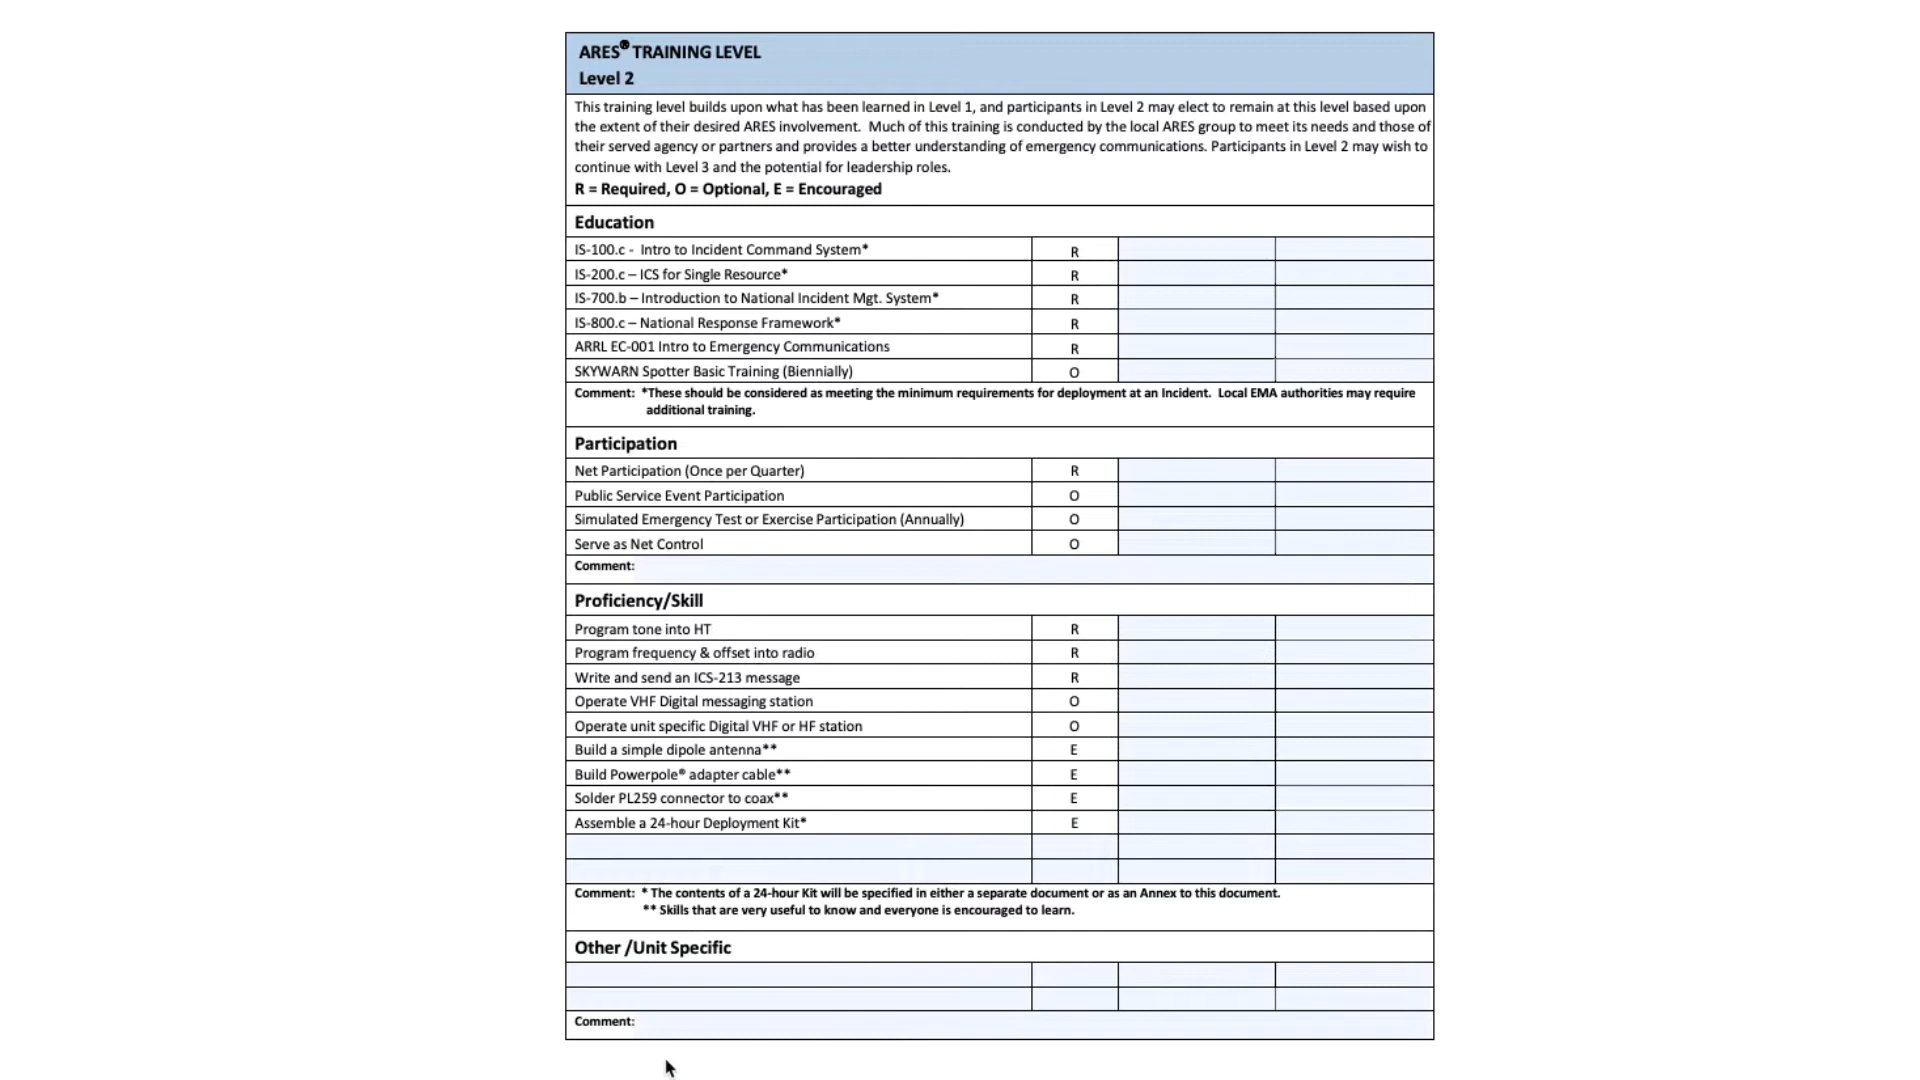 ARES® TRAINING LEVEL
Level 2
This training level builds upon what has been learned in Level 1, and participants in Level 2 may elect to remain at this level based upon
the extent of their desired ARES involvement.  Much of this training is conducted by the local ARES group to meet its needs and those of
their served agency or partners and provides a better understanding of emergency communications. Participants in Level 2 may wish to
continue with Level 3 and the potential for leadership roles.
R = Required, O = Optional, E = Encouraged
Education
IS-100.c -  Intro to Incident Command System* R
IS-200.c – ICS for Single Resource* R
IS-700.b – Introduction to National Incident Mgt. System* R
IS-800.c – National Response Framework* R
ARRL EC-001 Intro to Emergency Communications R
SKYWARN Spotter Basic Training (Biennially) O
Comment:  *These should be considered as meeting the minimum requirements for deployment at an Incident.  Local EMA authorities may require
additional training.
Participation
Net Participation (Once per Quarter) R
Public Service Event Participation O
Simulated Emergency Test or Exercise Participation (Annually) O
Serve as Net Control O
Comment:
Proficiency/Skill
Program tone into HT R
Program frequency & offset into radio R
Write and send an ICS-213 message R
Operate VHF Digital messaging station O
Operate unit specific Digital VHF or HF station O
Build a simple dipole antenna** E
Build Powerpole® adapter cable** E
Solder PL259 connector to coax** E
Assemble a 24-hour Deployment Kit* E
Comment:  * The contents of a 24-hour Kit will be specified in either a separate document or as an Annex to this document.
** Skills that are very useful to know and everyone is encouraged to learn.
Other /Unit Specific
Comment: